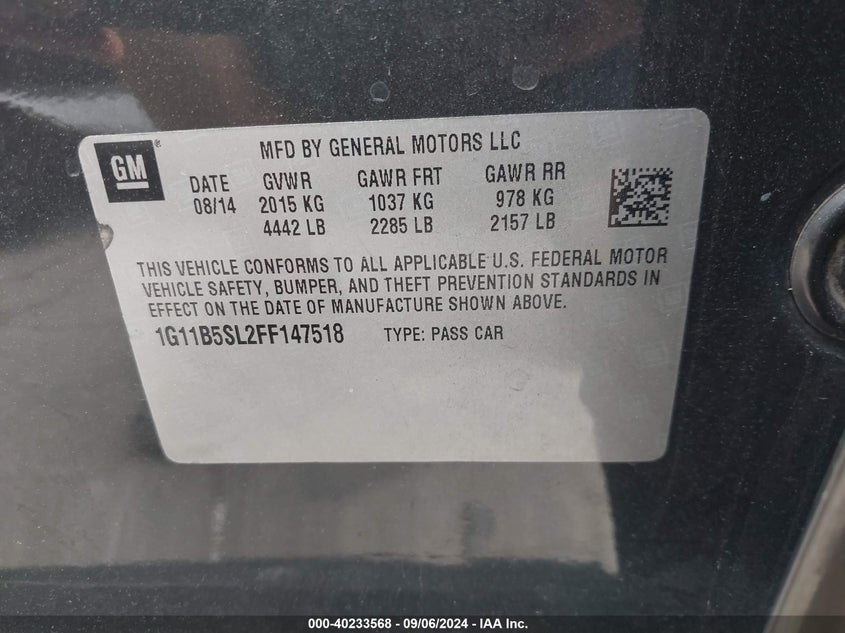 GM ®
MFD BY GENERAL MOTORS LLC
DATE GVWR GAWR FRT GAWR RR
08/14 2015 KG 1037 KG 978 KG
4442 LB 2285 LB 2157 LB
THIS VEHICLE CONFORMS TO ALL APPLICABLE U.S. FEDERAL MOTOR
VEHICLE SAFETY, BUMPER, AND THEFT PREVENTION STANDARDS IN
EFFECT ON THE DATE OF MANUFACTURE SHOWN ABOVE.
1G11B5SL2FF147518 TYPE: PASS CAR
000-40233568 - 09/06/2024 - IAA Inc.